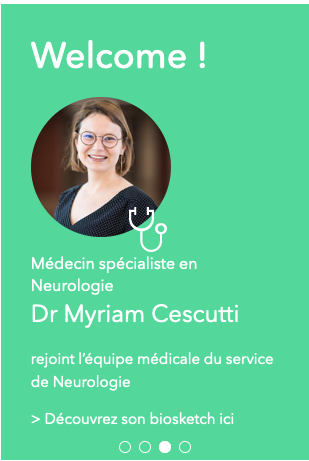 Welcome !
Médecin spécialiste en
Neurologie
Dr Myriam Cescutti
rejoint l'équipe médicale du service
de Neurologie
> Découvrez son biosketch ici